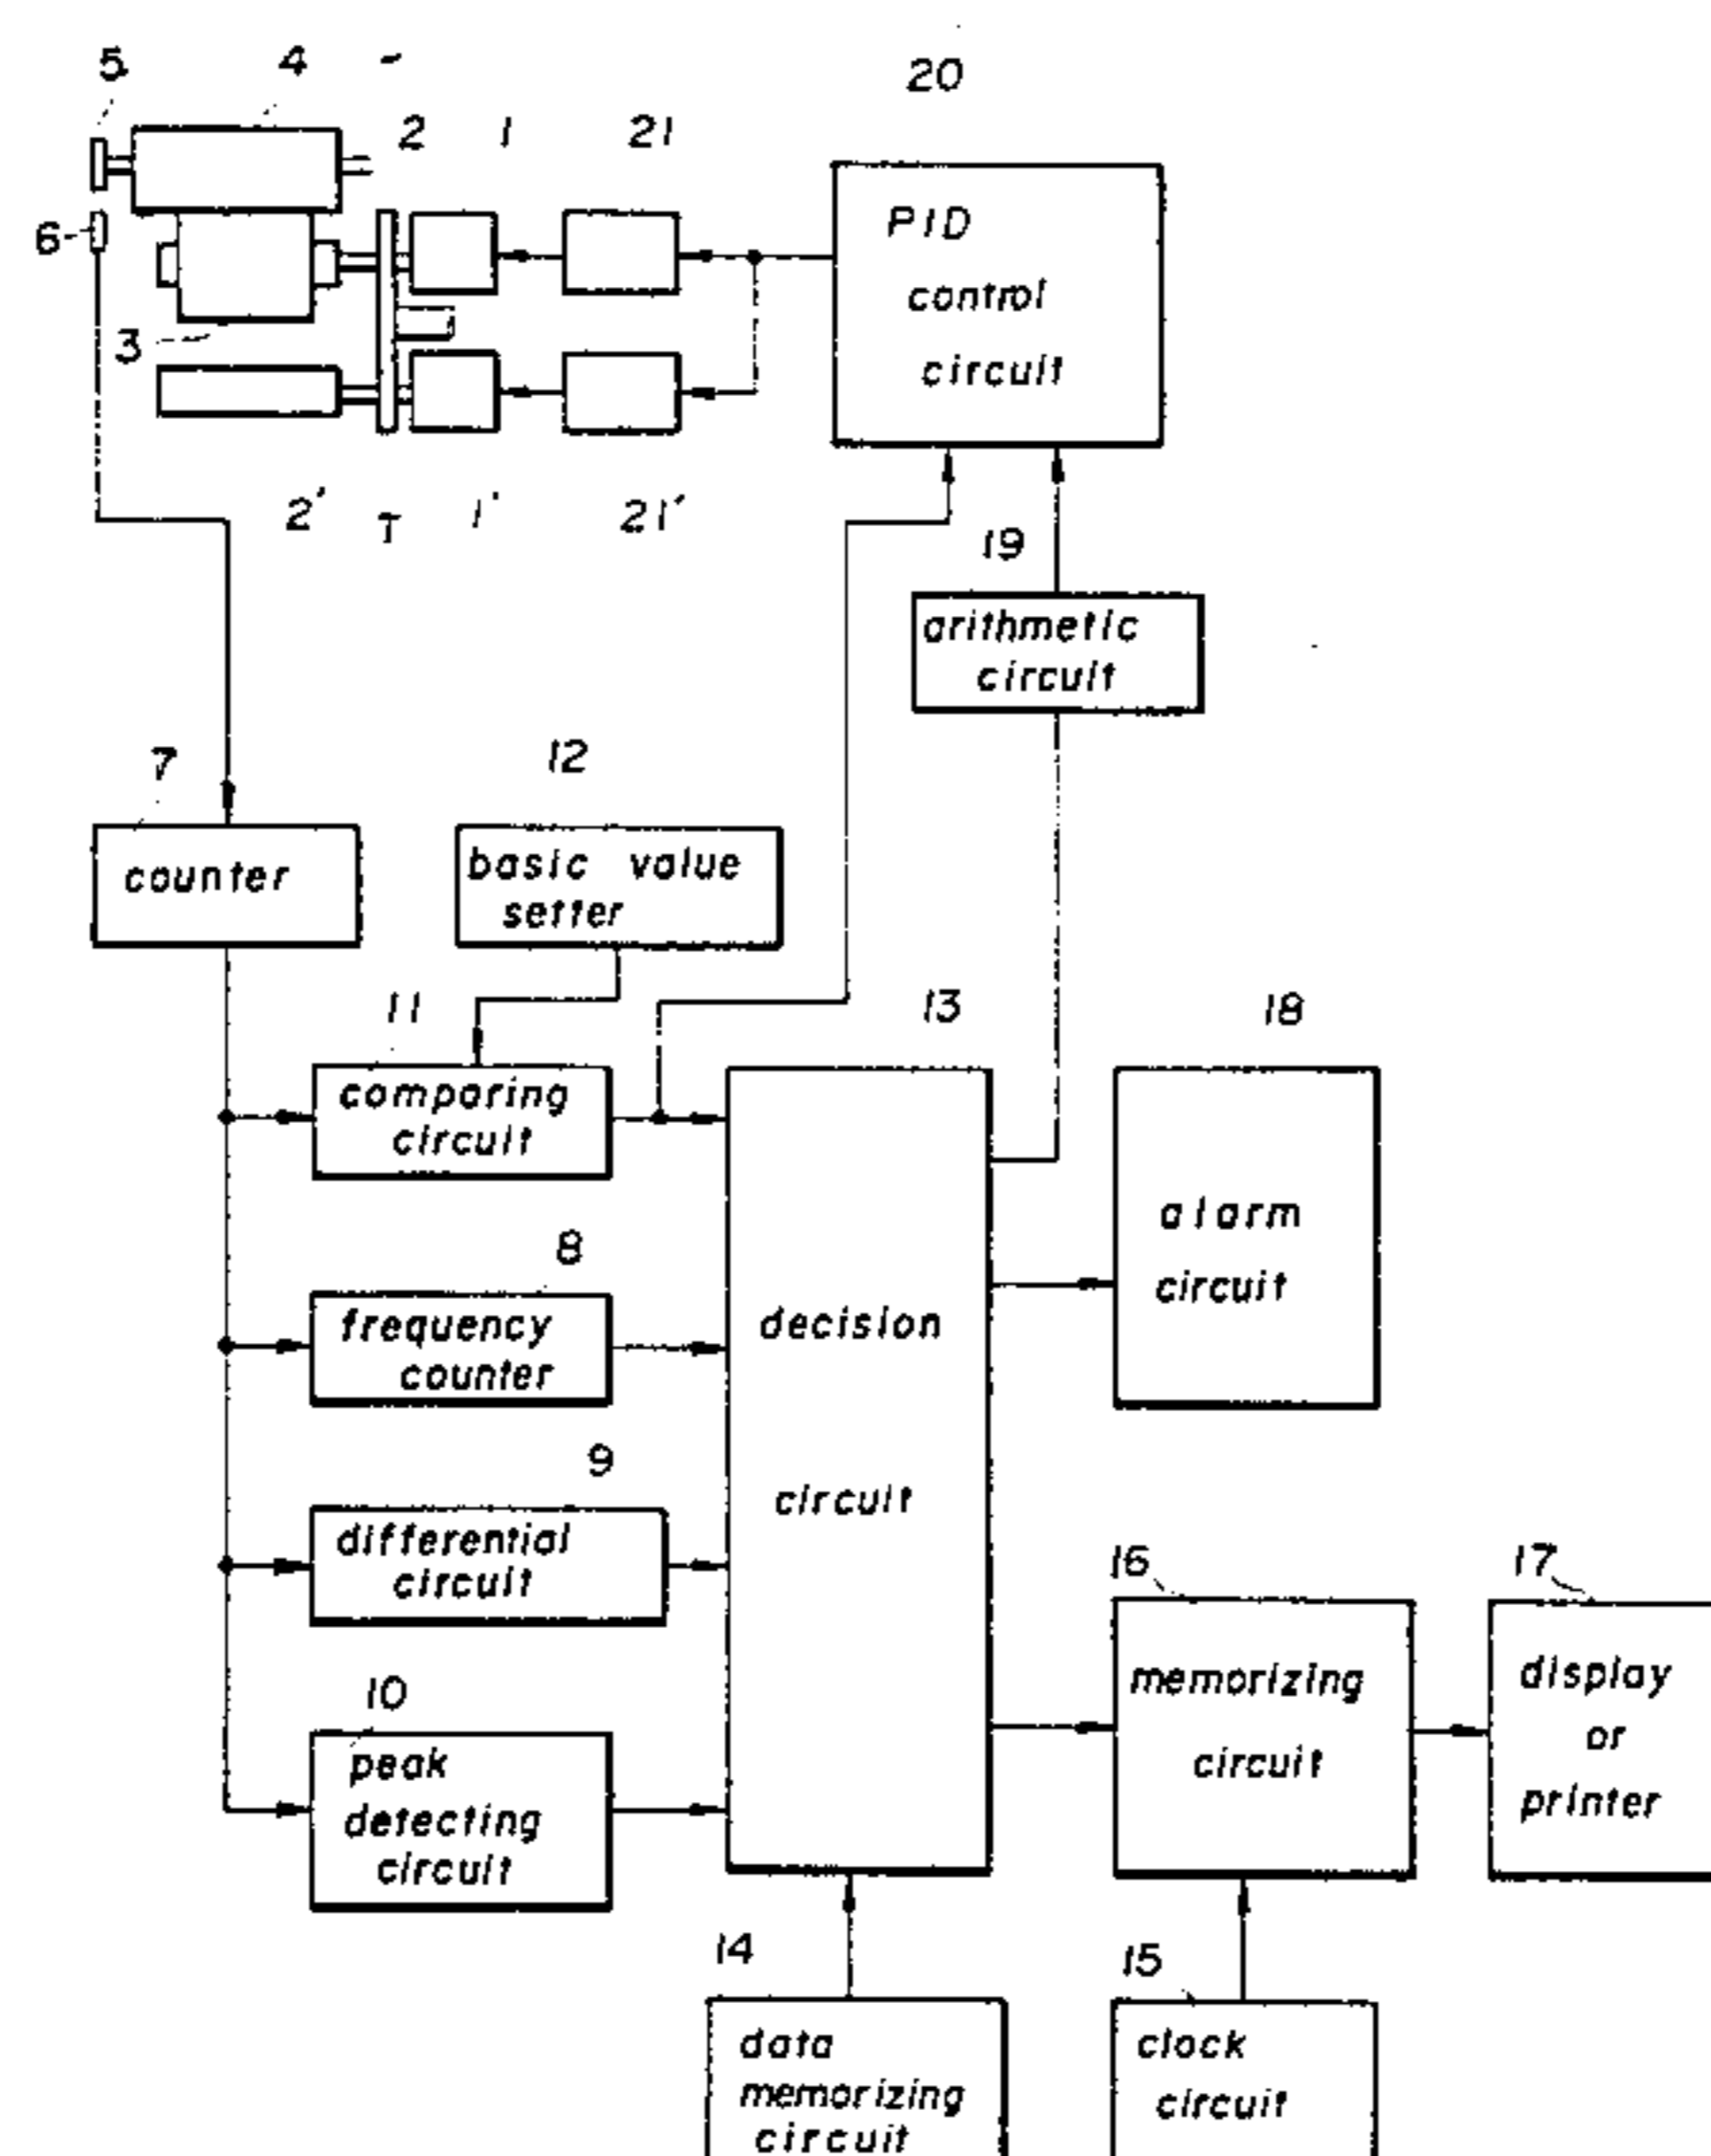 5
4
20
2
1
21
6
PID
control
circuit
3
2'
T
1'
21'
19
arithmetic
circuit
7
12
counter
basic value
setter
11
13
18
comparing
circuit
alarm
circuit
8
frequency
counter
decision
circuit
9
differential
circuit
16
17
memorizing
circuit
display
or
printer
10
peak
detecting
circuit
14
15
data
memorizing
circuit
clock
circuit